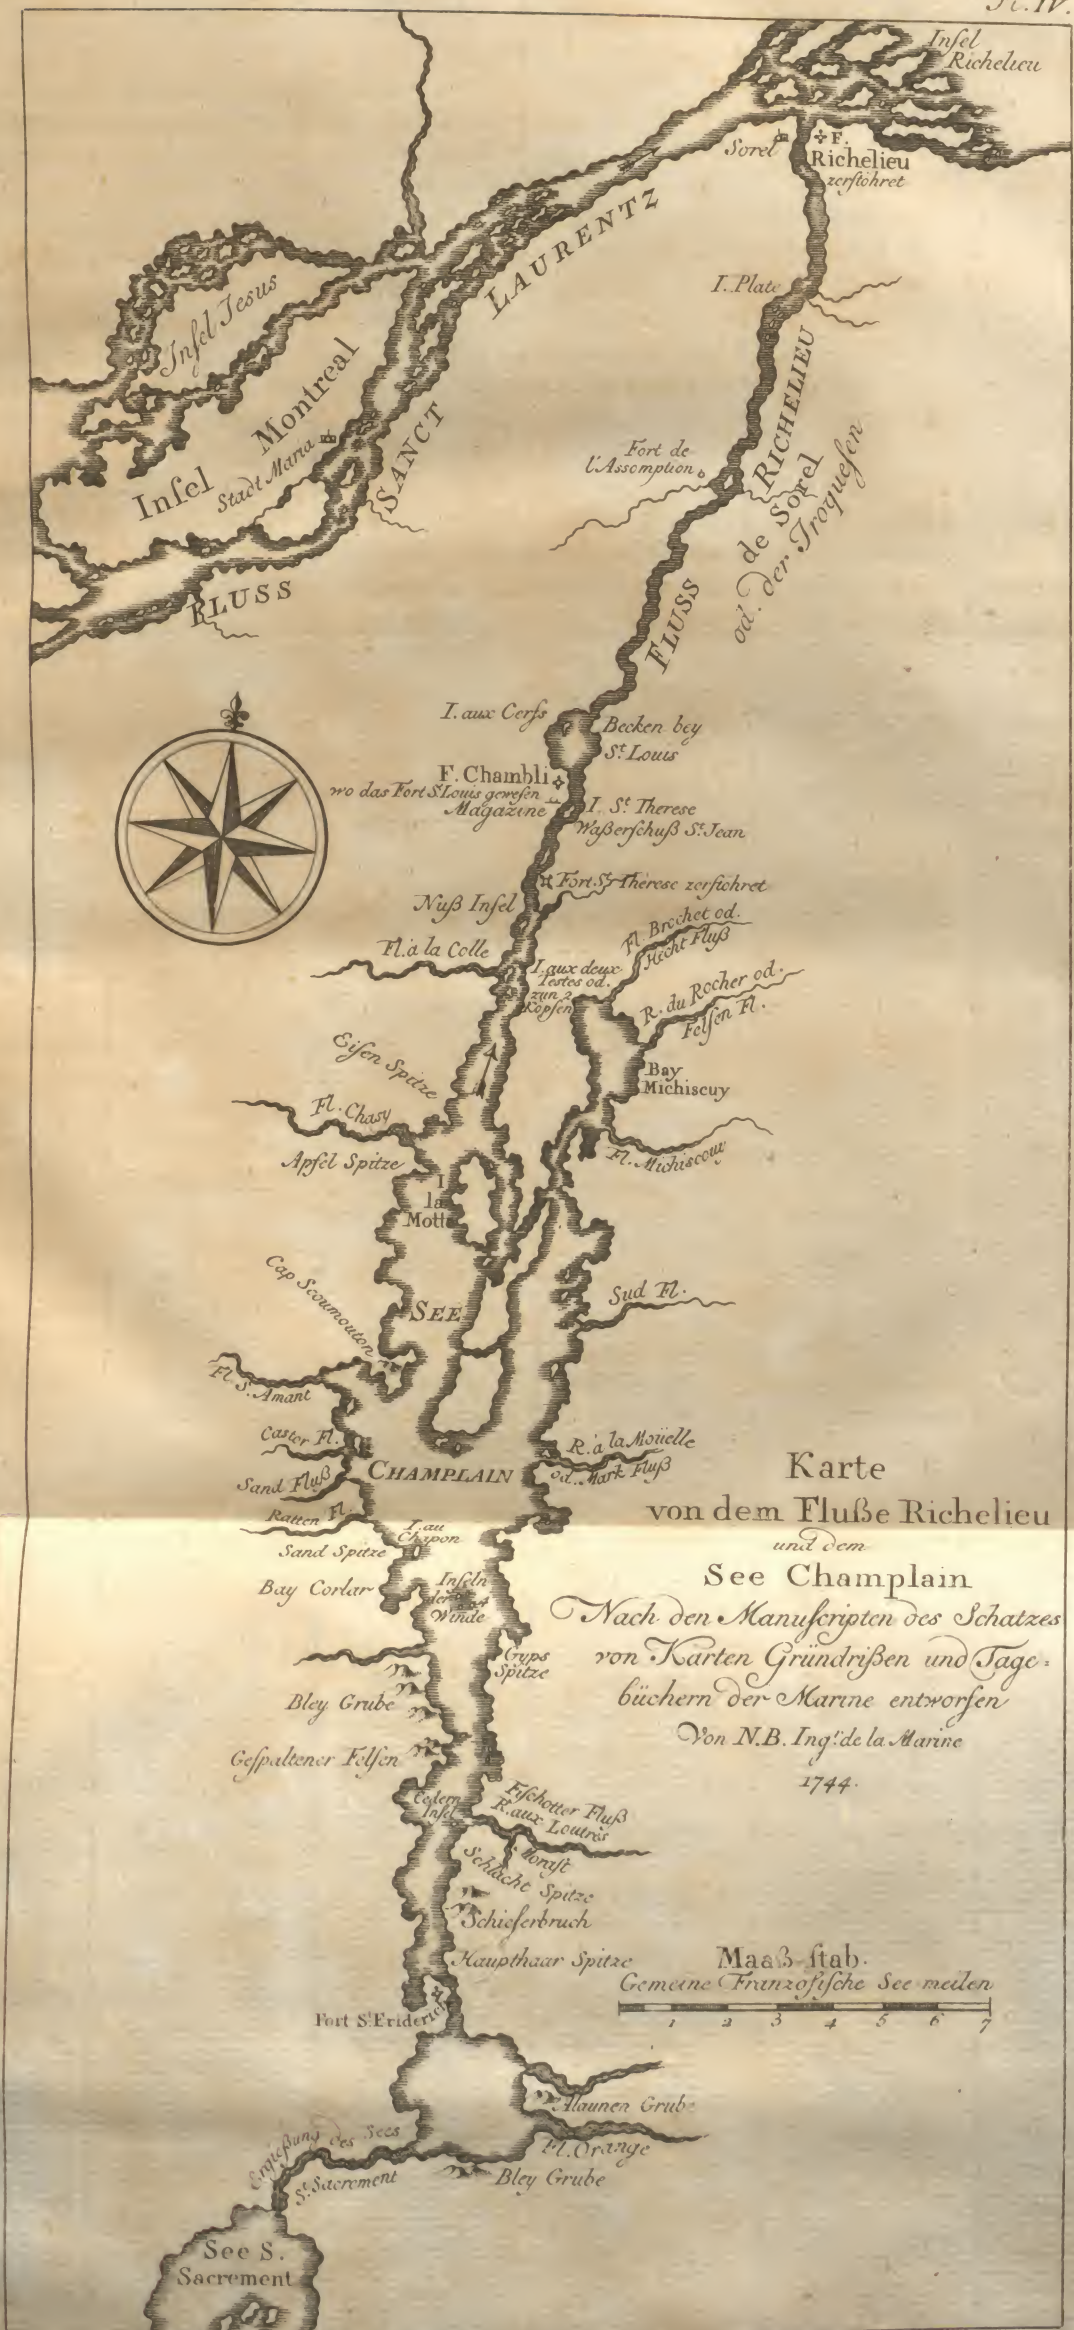 Pl. IV.
Insel
Richelieu
Sorel
F.
Richelieu
zerstöhret
SANCT LAURENTZ
FLUSS
Insel Jesus
Insel Montreal
Stadt Maria
I. Plate
Fort de
l'Assomption
FLUSS RICHELIEU
de Sorel
od. der Iroquesen
I. aux Cerfs
Becken bey
St. Louis
F. Chambli
wo das Fort St Louis gewesen
Magazine
I. St Therese
Waßerschuß St. Jean
Fort St Therese zerstöhret
Nuß Insel
Fl. à la Colle
I. aux deux
Testes od.
zun 2
Köpfen
Fl. Brochet od.
Hecht Fluß
R. du Rocher od.
Felsen Fl.
Eisen Spitze
Bay
Michiscuy
Fl. Chasy
Apfel Spitze
Fl. Michiscouy
I.
la
Motte
Cap Scoumouton
SEE
Sud Fl.
Fl. S. Amant
Castor Fl.
R. à la Moüelle
od. Mark Fluß
CHAMPLAIN
Sand Fluß
Ratten Fl.
I. au
Chapon
Sand Spitze
Bay Corlar
Inseln
der 4
Winde
Gyps
Spitze
Bley Grube
Gespaltener Felsen
Cedern
Insel
Fischotter Fluß
R. aux Loutres
Morast
Schlacht Spitze
Schieferbruch
Haupthaar Spitze
Fort St. Friderich
Alaunen Grube
Fl. Orange
Bley Grube
Ergießung des Sees
St. Sacrement
See S.
Sacrement
Karte
von dem Fluße Richelieu
und dem
See Champlain
Nach den Manuscripten des Schatzes
von Karten Gründrißen und Tage=
büchern der Marine entworfen
Von N.B. Ingr. de la Marine
1744.
Maaß-stab.
Gemeine Französische See meilen
1 2 3 4 5 6 7